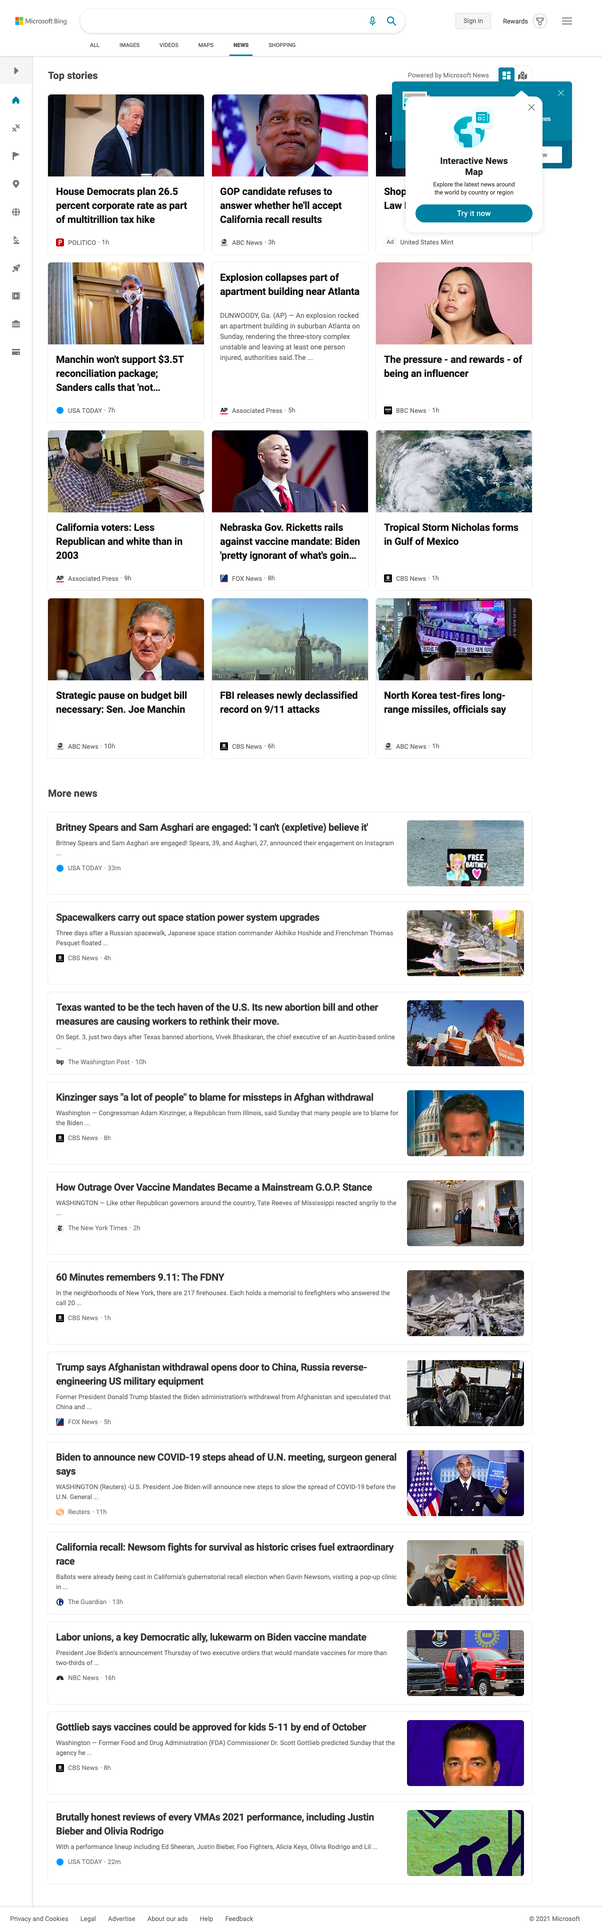 Microsoft Bing
Sign in
Rewards
ALL
IMAGES
VIDEOS
MAPS
NEWS
SHOPPING
Top stories
Powered by Microsoft News
Interactive News
Map
Explore the latest news around
the world by country or region
Try it now
House Democrats plan 26.5
percent corporate rate as part
of multitrillion tax hike
POLITICO · 1h
GOP candidate refuses to
answer whether he'll accept
California recall results
ABC News · 3h
Shop
Law
Ad United States Mint
Manchin won't support $3.5T
reconciliation package;
Sanders calls that 'not...
USA TODAY · 7h
Explosion collapses part of
apartment building near Atlanta
DUNWOODY, Ga. (AP) — An explosion rocked
an apartment building in suburban Atlanta on
Sunday, rendering the three-story complex
unstable and leaving at least one person
injured, authorities said.The ...
AP Associated Press · 5h
The pressure - and rewards - of
being an influencer
BBC News · 1h
California voters: Less
Republican and white than in
2003
AP Associated Press · 9h
Nebraska Gov. Ricketts rails
against vaccine mandate: Biden
'pretty ignorant of what's goin...
FOX News · 8h
Tropical Storm Nicholas forms
in Gulf of Mexico
CBS News · 1h
Strategic pause on budget bill
necessary: Sen. Joe Manchin
ABC News · 10h
FBI releases newly declassified
record on 9/11 attacks
CBS News · 6h
North Korea test-fires long-
range missiles, officials say
ABC News · 1h
More news
Britney Spears and Sam Asghari are engaged: 'I can't (expletive) believe it'
Britney Spears and Sam Asghari are engaged! Spears, 39, and Asghari, 27, announced their engagement on Instagram
...
USA TODAY · 33m
FREE
BRITNEY
Spacewalkers carry out space station power system upgrades
Three days after a Russian spacewalk, Japanese space station commander Akihiko Hoshide and Frenchman Thomas
Pesquet floated ...
CBS News · 4h
Texas wanted to be the tech haven of the U.S. Its new abortion bill and other
measures are causing workers to rethink their move.
On Sept. 3, just two days after Texas banned abortions, Vivek Bhaskaran, the chief executive of an Austin-based online
...
wp The Washington Post · 10h
Kinzinger says "a lot of people" to blame for missteps in Afghan withdrawal
Washington — Congressman Adam Kinzinger, a Republican from Illinois, said Sunday that many people are to blame for
the Biden ...
CBS News · 8h
How Outrage Over Vaccine Mandates Became a Mainstream G.O.P. Stance
WASHINGTON — Like other Republican governors around the country, Tate Reeves of Mississippi reacted angrily to the
...
The New York Times · 2h
60 Minutes remembers 9.11: The FDNY
In the neighborhoods of New York, there are 217 firehouses. Each holds a memorial to firefighters who answered the
call 20 ...
CBS News · 1h
Trump says Afghanistan withdrawal opens door to China, Russia reverse-
engineering US military equipment
Former President Donald Trump blasted the Biden administration's withdrawal from Afghanistan and speculated that
China and ...
FOX News · 5h
Biden to announce new COVID-19 steps ahead of U.N. meeting, surgeon general
says
WASHINGTON (Reuters) -U.S. President Joe Biden will announce new steps to slow the spread of COVID-19 before the
U.N. General ...
Reuters · 11h
California recall: Newsom fights for survival as historic crises fuel extraordinary
race
Ballots were already being cast in California's gubernatorial recall election when Gavin Newsom, visiting a pop-up clinic
in ...
The Guardian · 13h
Labor unions, a key Democratic ally, lukewarm on Biden vaccine mandate
President Joe Biden's announcement Thursday of two executive orders that would mandate vaccines for more than
two-thirds of ...
NBC News · 16h
Gottlieb says vaccines could be approved for kids 5-11 by end of October
Washington — Former Food and Drug Administration (FDA) Commissioner Dr. Scott Gottlieb predicted Sunday that the
agency he ...
CBS News · 8h
Brutally honest reviews of every VMAs 2021 performance, including Justin
Bieber and Olivia Rodrigo
With a performance lineup including Ed Sheeran, Justin Bieber, Foo Fighters, Alicia Keys, Olivia Rodrigo and Lil ...
USA TODAY · 22m
Privacy and Cookies
Legal
Advertise
About our ads
Help
Feedback
© 2021 Microsoft